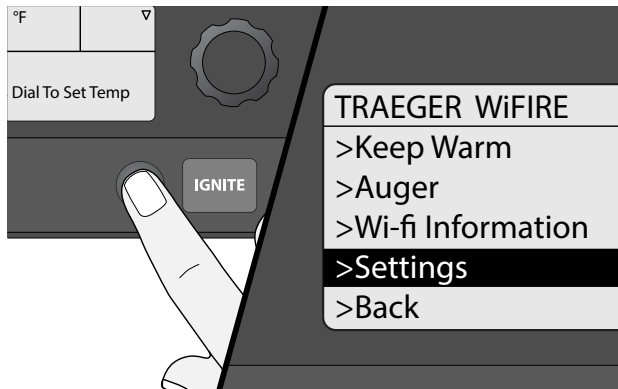 °F
Dial To Set Temp
IGNITE
TRAEGER WiFIRE
>Keep Warm
>Auger
>Wi-fi Information
>Settings
>Back